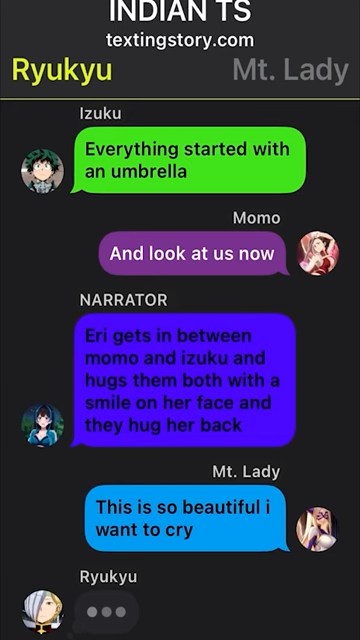 INDIAN TS
textingstory.com
Ryukyu Mt. Lady
Izuku
Everything started with
an umbrella
Momo
And look at us now
NARRATOR
Eri gets in between
momo and izuku and
hugs them both with a
smile on her face and
they hug her back
Mt. Lady
This is so beautiful i
want to cry
Ryukyu